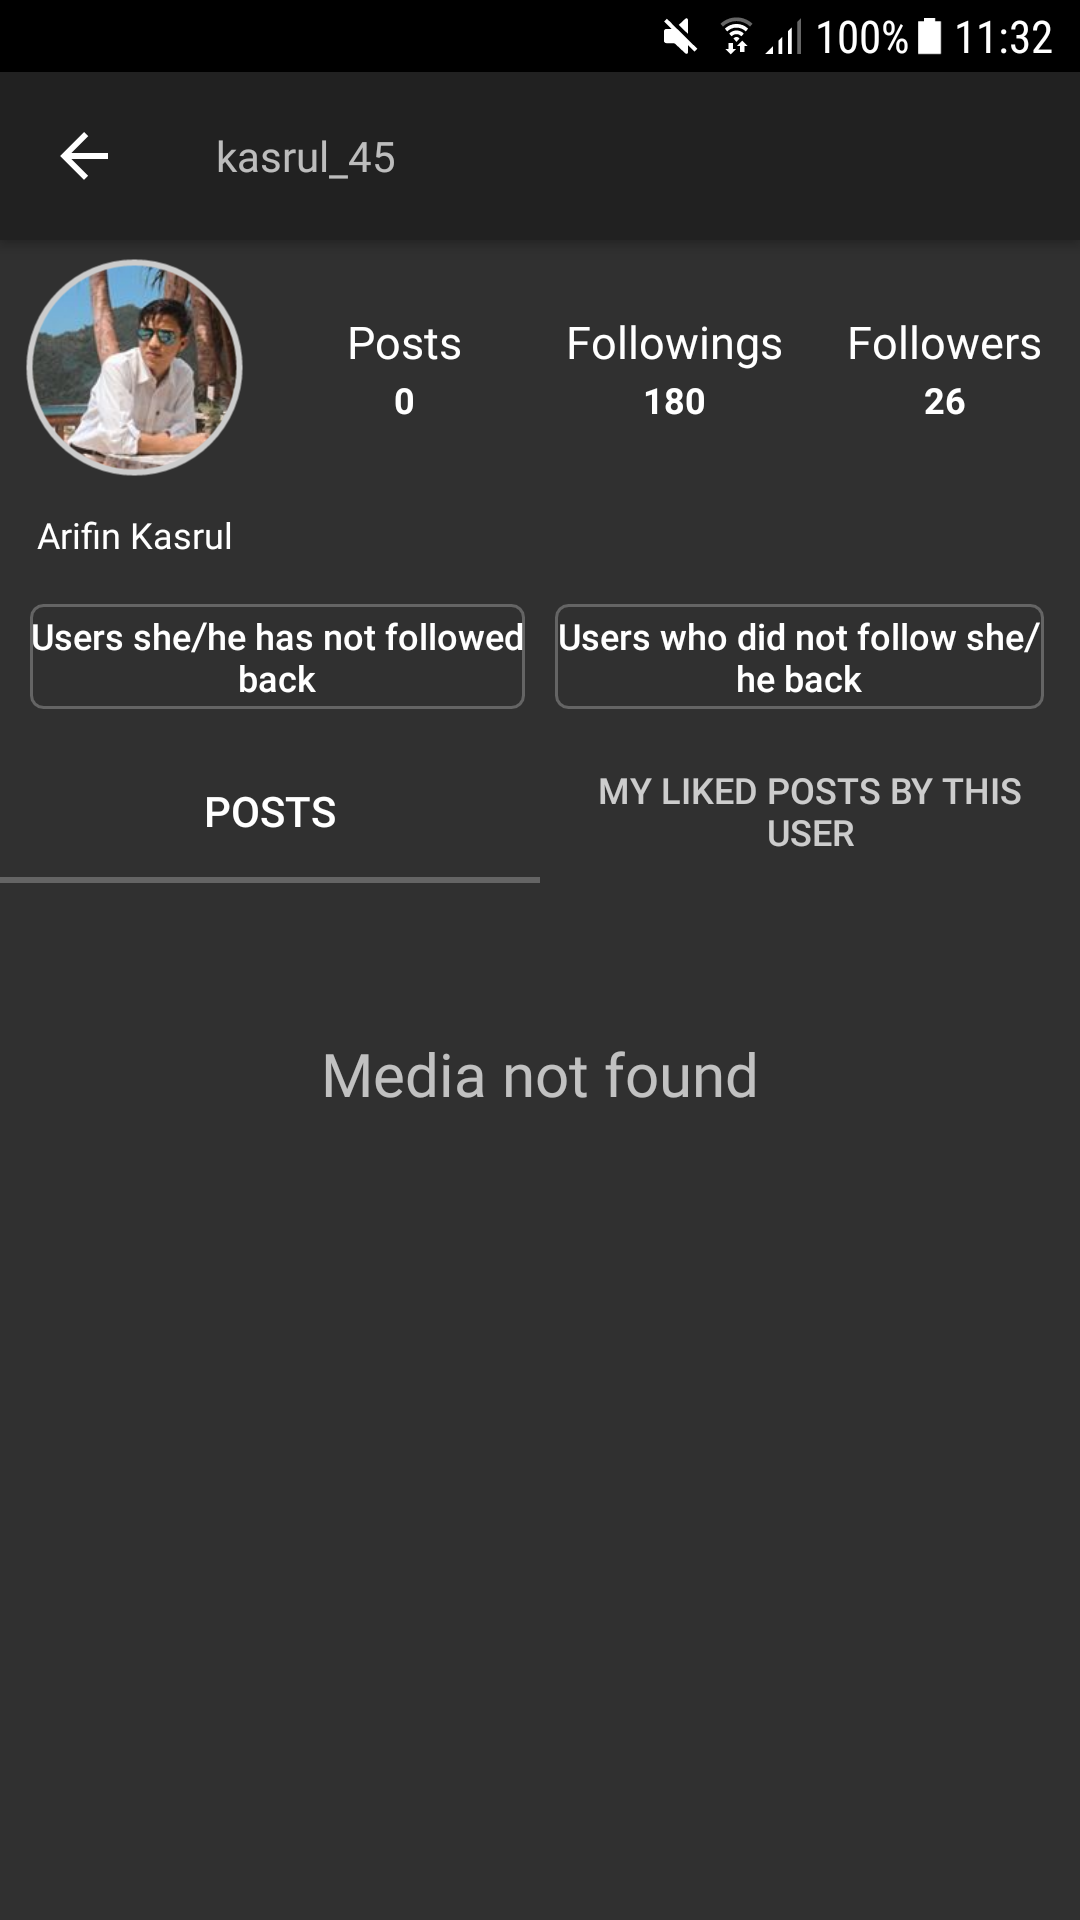 100% 11:32
kasrul_45
Posts Followings Followers
0 180 26
Arifin Kasrul
Users she/he has not followed
back
Users who did not follow she/
he back
POSTS
MY LIKED POSTS BY THIS
USER
Media not found